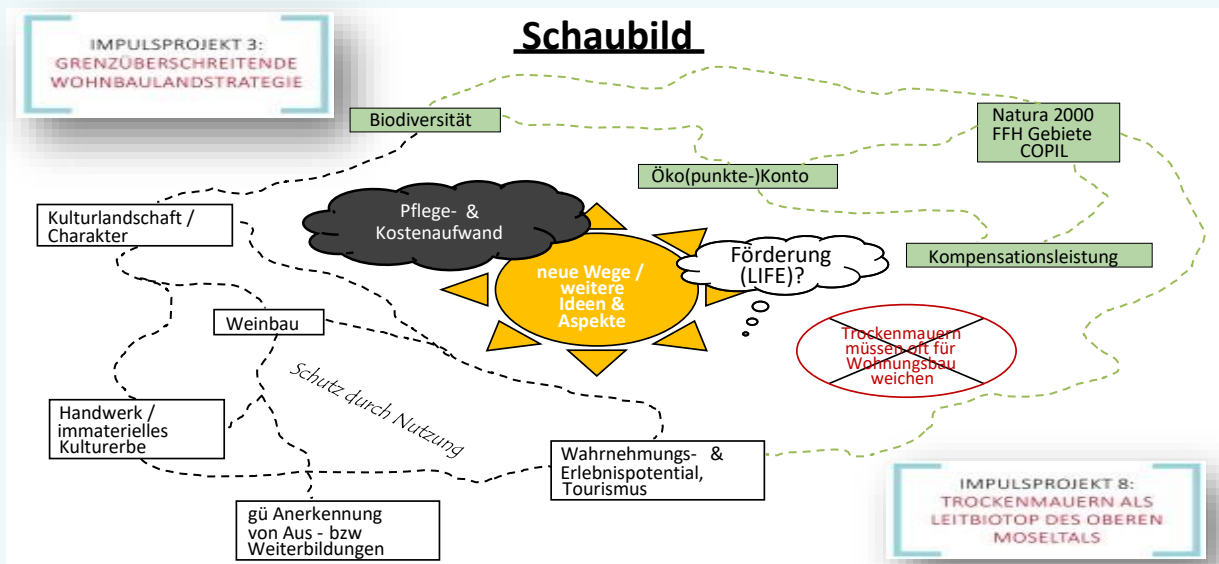 Schaubild
IMPULSPROJEKT 3:
GRENZÜBERSCHREITENDE
WOHNBAULANDSTRATEGIE
Biodiversität
Natura 2000
FFH Gebiete
COPIL
Öko(punkte-)Konto
Pflege- &
Kostenaufwand
Kulturlandschaft /
Charakter
Förderung
(LIFE)?
Kompensationsleistung
neue Wege /
weitere
Ideen &
Aspekte
Weinbau
Trockenmauern
müssen oft für
Wohnungsbau
weichen
Schutz durch Nutzung
Handwerk /
immaterielles
Kulturerbe
Wahrnehmungs- &
Erlebnispotential,
Tourismus
IMPULSPROJEKT 8:
TROCKENMAUERN ALS
LEITBIOTOP DES OBEREN
MOSELTALS
gü Anerkennung
von Aus - bzw
Weiterbildungen